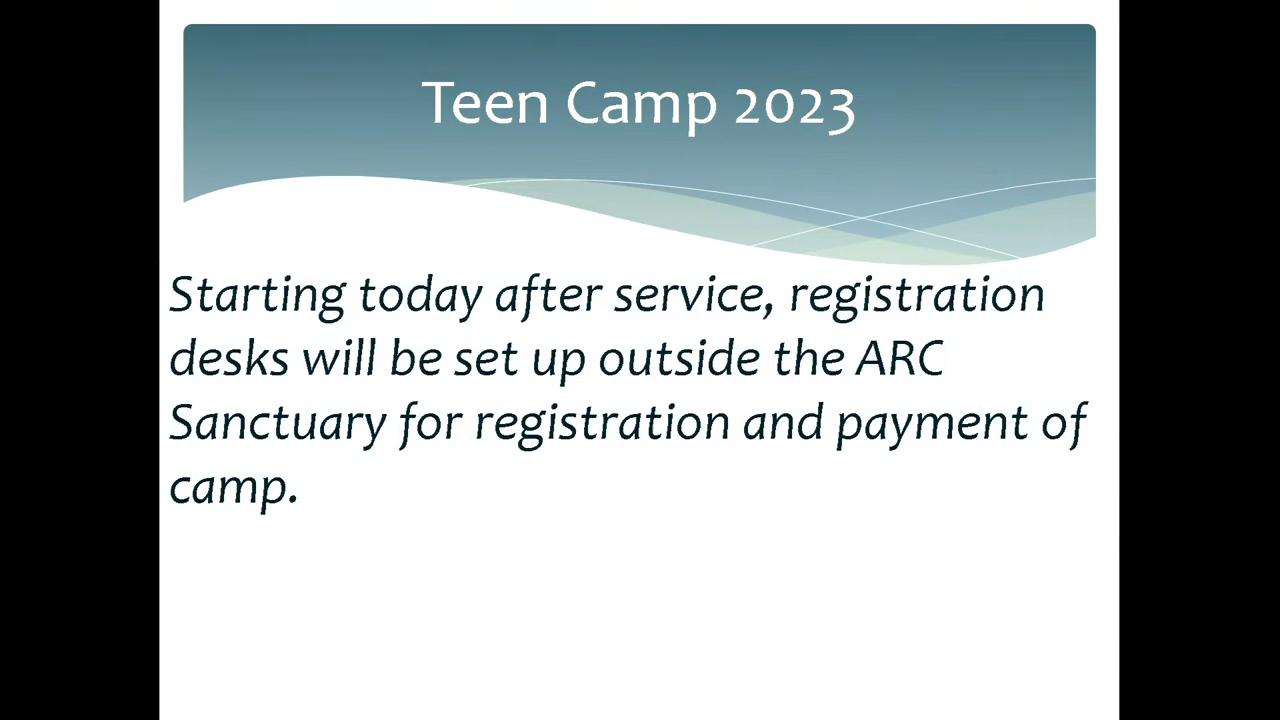 Teen Camp 2023
Starting today after service, registration
desks will be set up outside the ARC
Sanctuary for registration and payment of
camp.